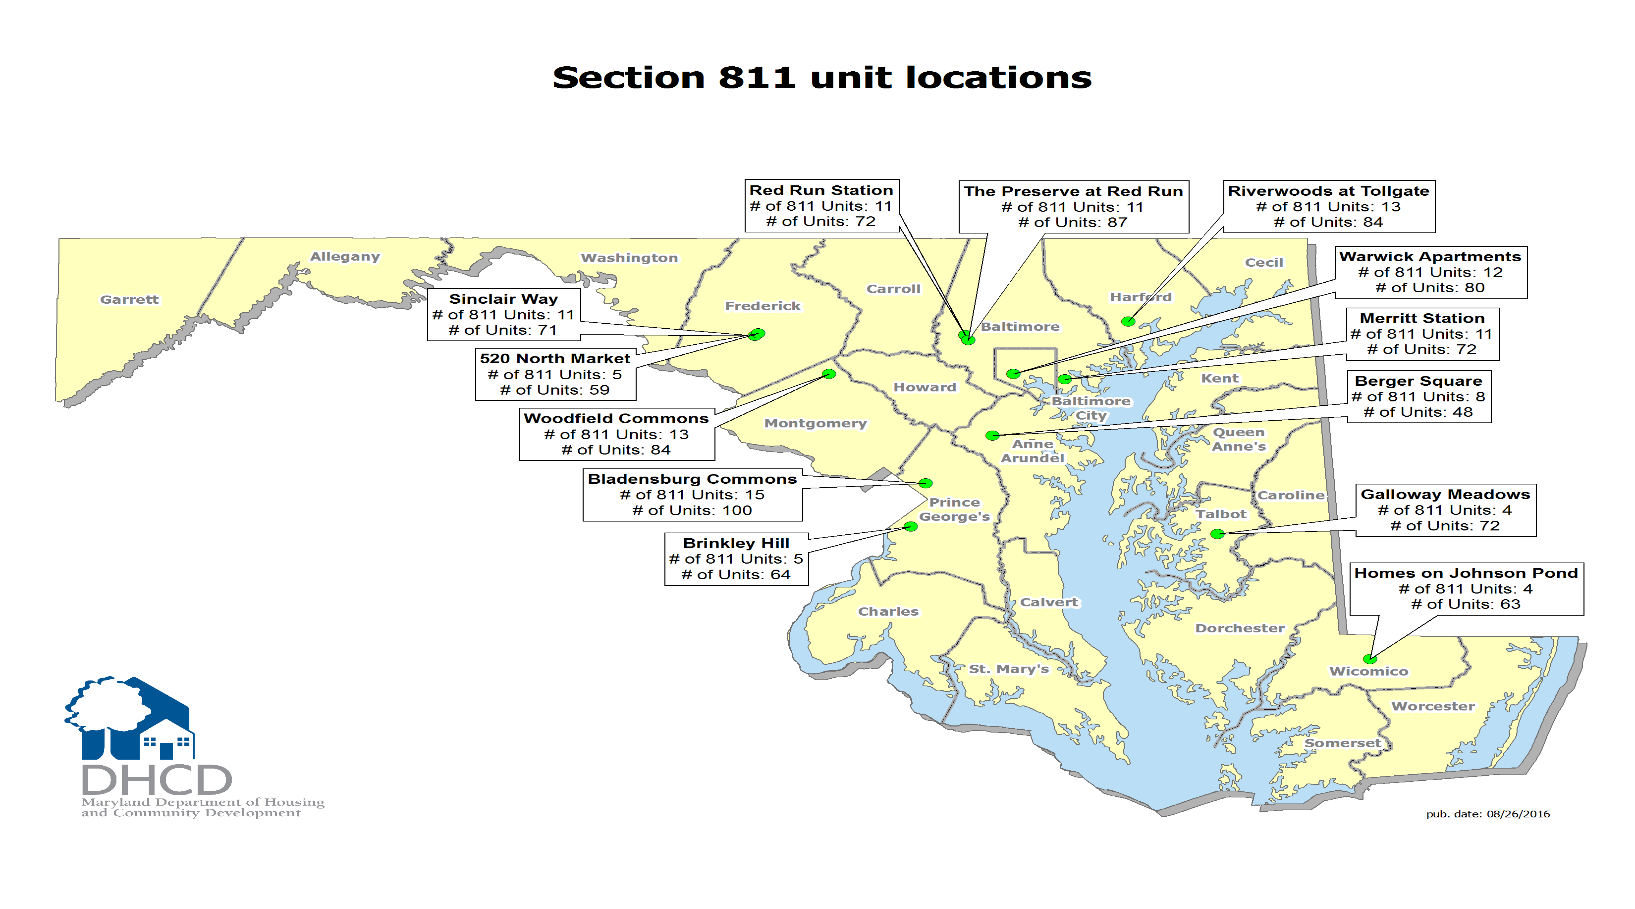 Section 811 unit locations
Red Run Station
# of 811 Units: 11
# of Units: 72
The Preserve at Red Run
# of 811 Units: 11
# of Units: 87
Riverwoods at Tollgate
# of 811 Units: 13
# of Units: 84
Warwick Apartments
# of 811 Units: 12
# of Units: 80
Merritt Station
# of 811 Units: 11
# of Units: 72
Berger Square
# of 811 Units: 8
# of Units: 48
Galloway Meadows
# of 811 Units: 4
# of Units: 72
Homes on Johnson Pond
# of 811 Units: 4
# of Units: 63
Sinclair Way
# of 811 Units: 11
# of Units: 71
520 North Market
# of 811 Units: 5
# of Units: 59
Woodfield Commons
# of 811 Units: 13
# of Units: 84
Bladensburg Commons
# of 811 Units: 15
# of Units: 100
Brinkley Hill
# of 811 Units: 5
# of Units: 64
Garrett
Allegany
Washington
Frederick
Carroll
Baltimore
Harford
Cecil
Howard
Montgomery
Baltimore
City
Kent
Anne
Arundel
Queen
Anne's
Prince
George's
Talbot
Caroline
Charles
Calvert
St. Mary's
Dorchester
Wicomico
Worcester
Somerset
DHCD
Maryland Department of Housing
and Community Development
pub. date: 08/26/2016